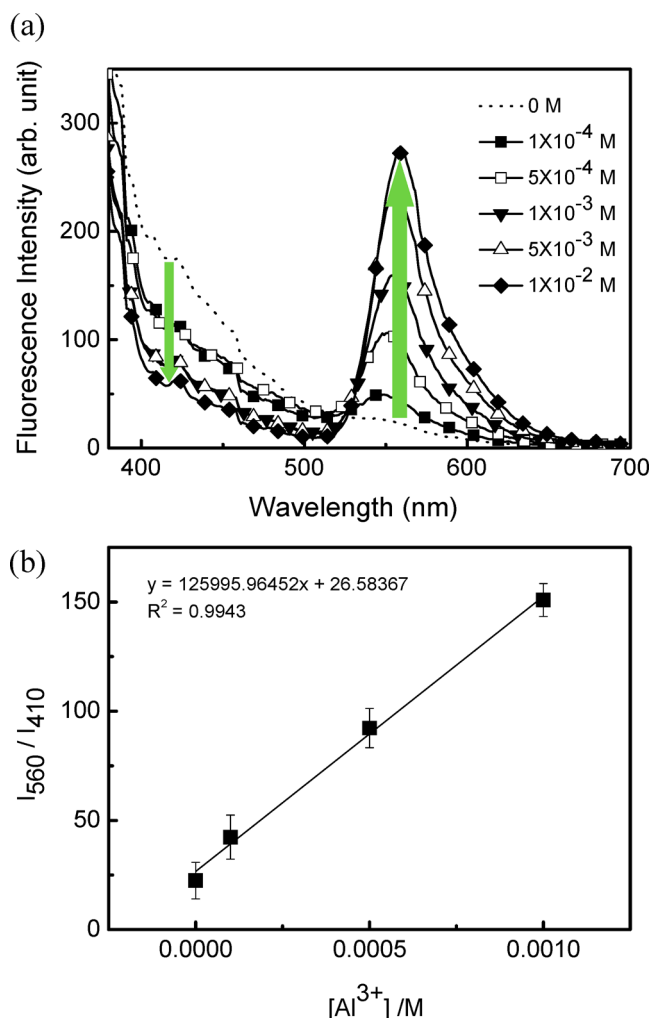 (a)
300
200
100
0
400 500 600 700
Fluorescence Intensity (arb. unit)
Wavelength (nm)
0 M
1X10⁻⁴ M
5X10⁻⁴ M
1X10⁻³ M
5X10⁻³ M
1X10⁻² M
(b)
y = 125995.96452x + 26.58367
R² = 0.9943
150
100
50
0
0.0000 0.0005 0.0010
I₅₆₀ / I₄₁₀
[Al³⁺] /M